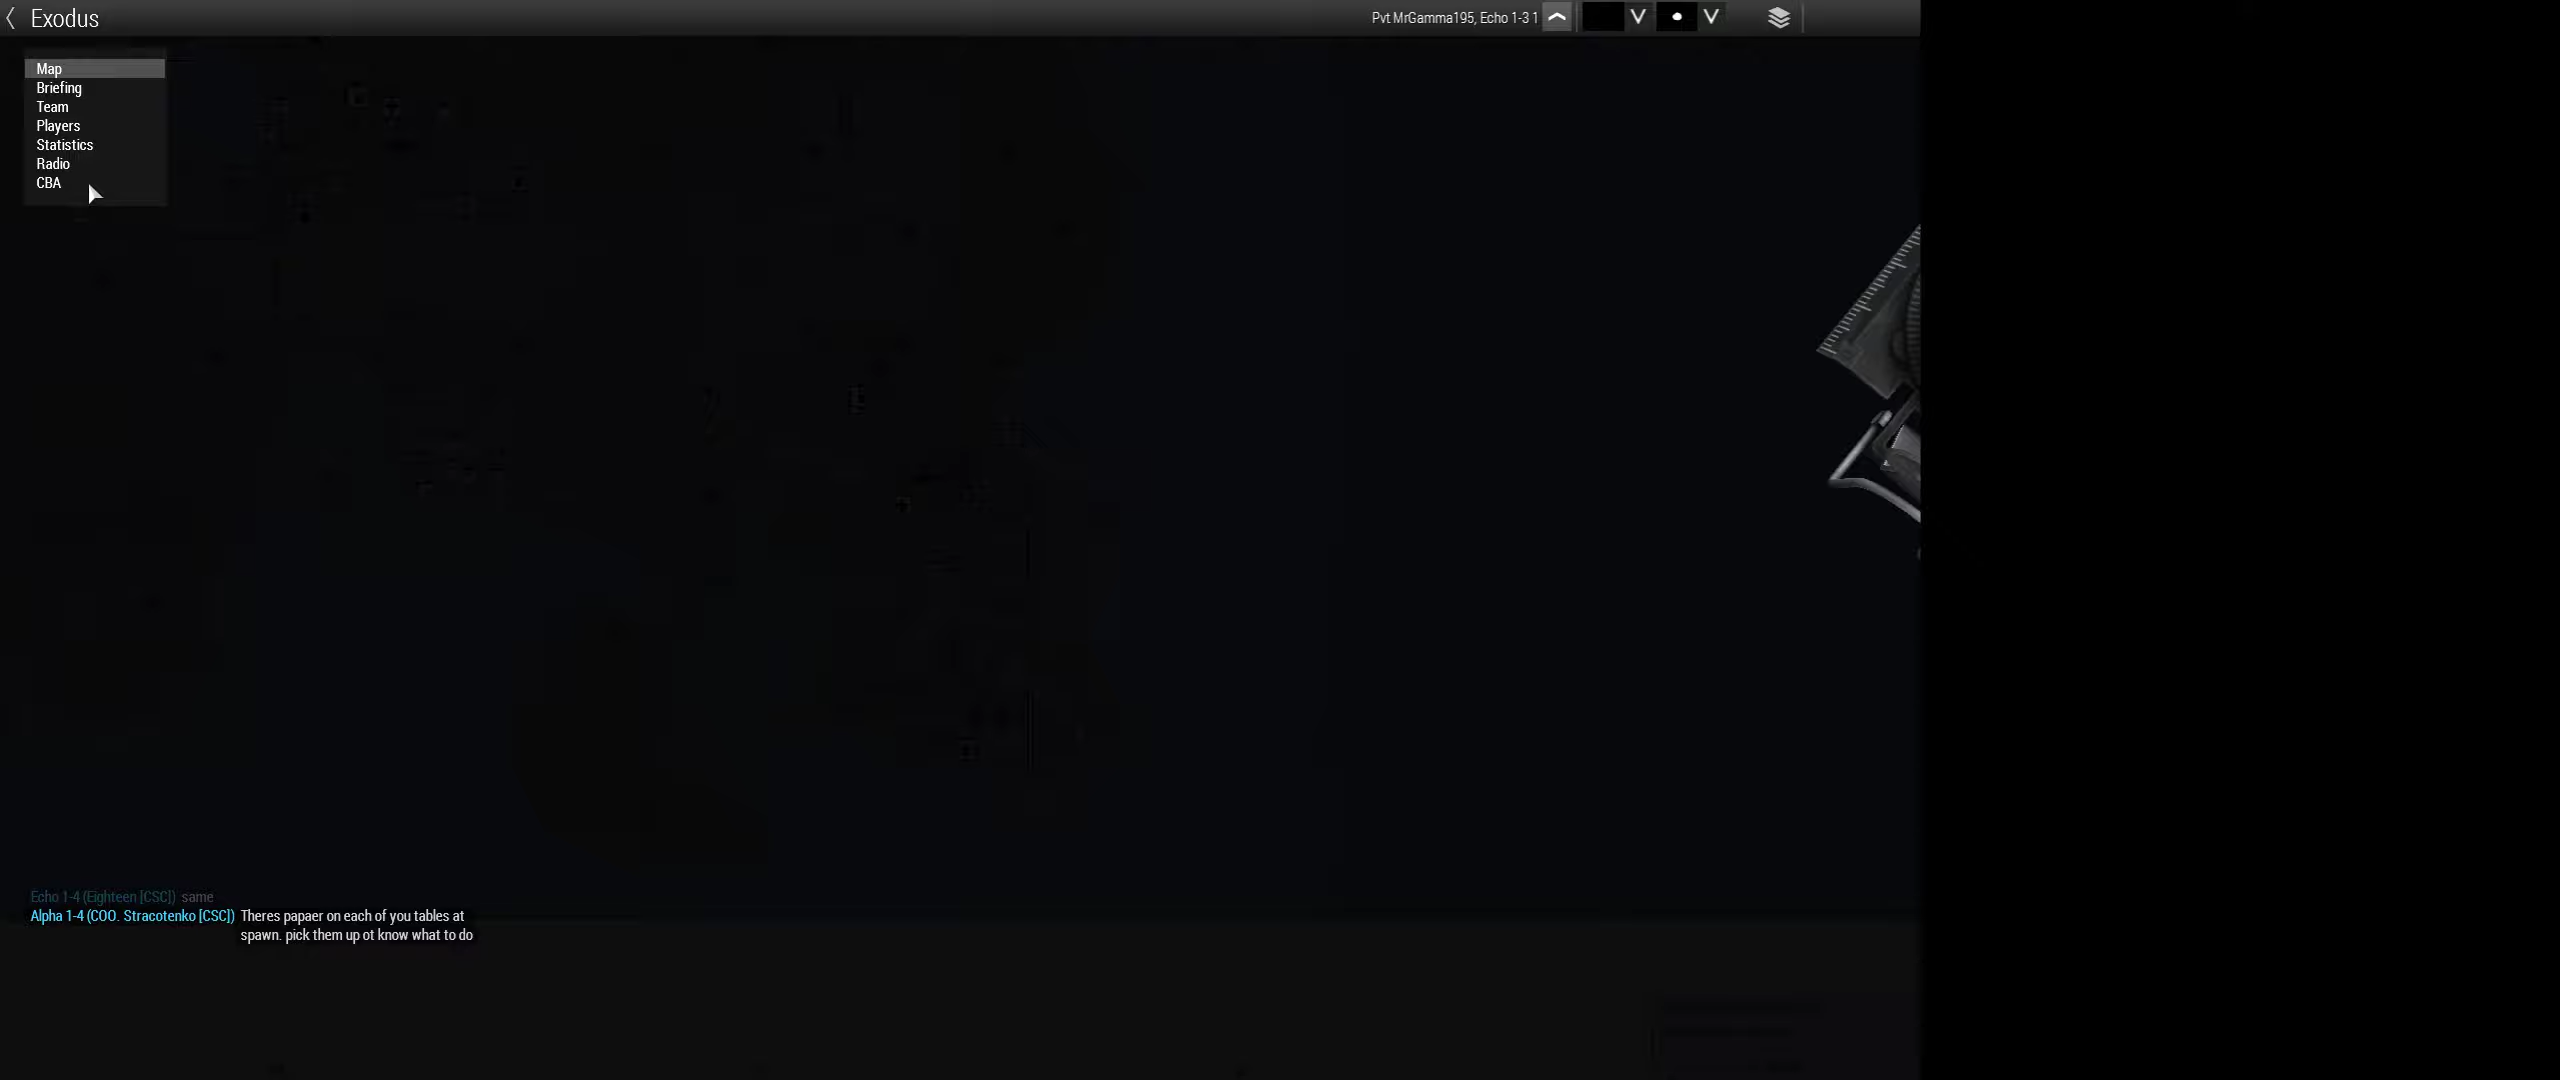 Exodus
Pvt MrGamma195, Echo 1-3 1
Map
Briefing
Team
Players
Statistics
Radio
CBA
Echo 1-4 (Eighteen [CSC]) same
Alpha 1-4 (COO. Stracotenko [CSC]) Theres papaer on each of you tables at
spawn. pick them up ot know what to do